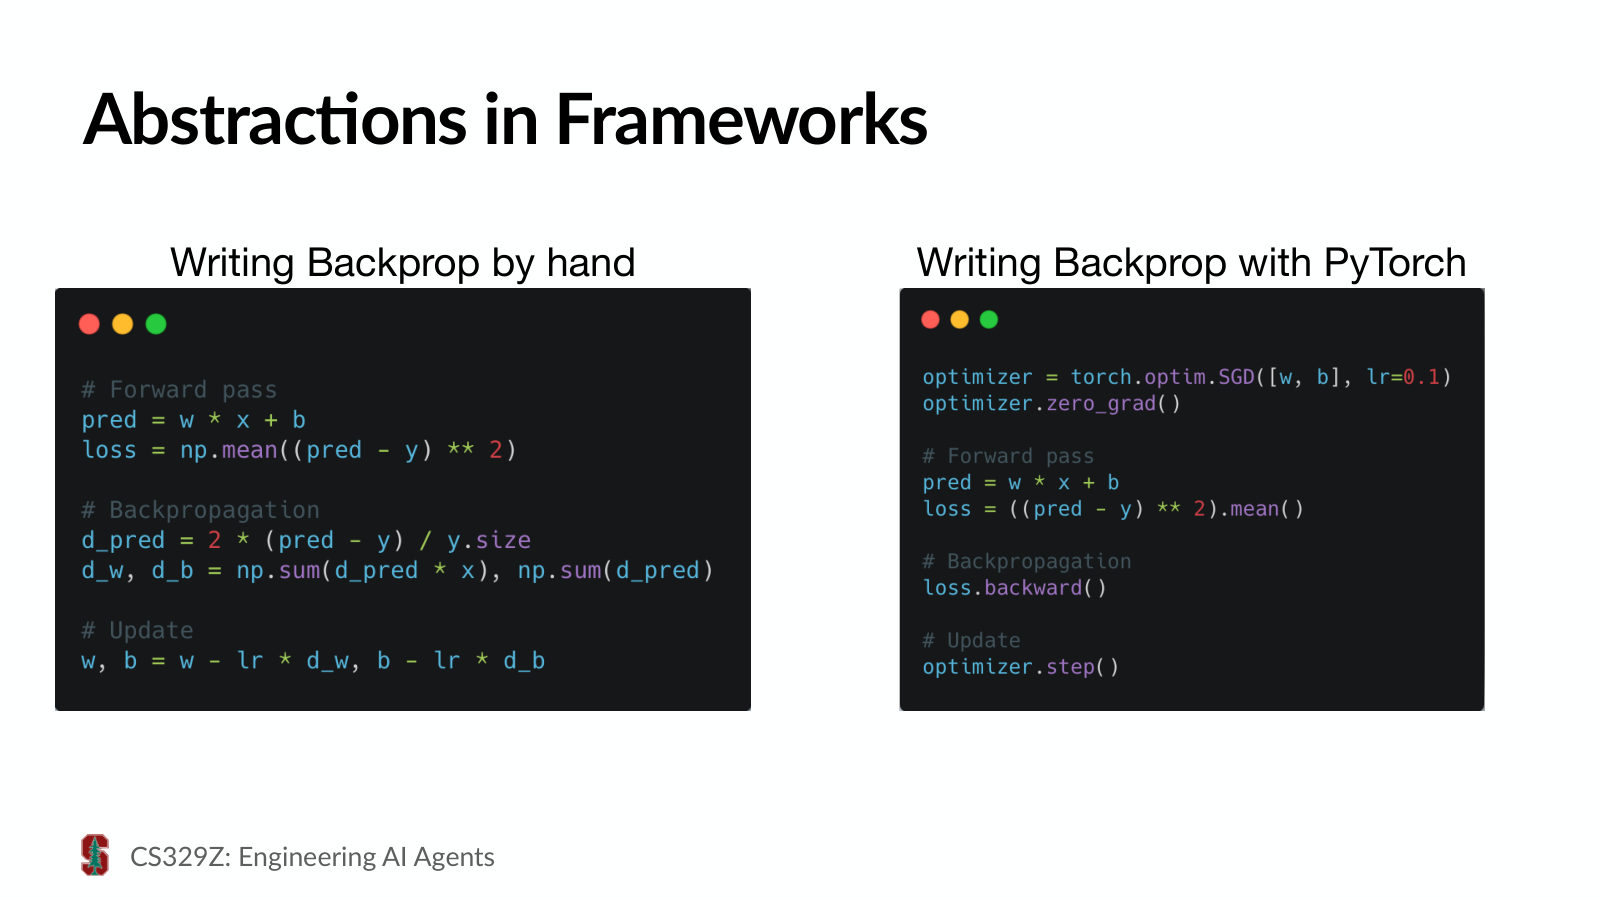 Abstractions in Frameworks
Writing Backprop by hand
# Forward pass
pred = w * x + b
loss = np.mean((pred - y) ** 2)
# Backpropagation
d_pred = 2 * (pred - y) / y.size
d_w, d_b = np.sum(d_pred * x), np.sum(d_pred)
# Update
w, b = w - lr * d_w, b - lr * d_b
Writing Backprop with PyTorch
optimizer = torch.optim.SGD([w, b], lr=0.1)
optimizer.zero_grad()
# Forward pass
pred = w * x + b
loss = ((pred - y) ** 2).mean()
# Backpropagation
loss.backward()
# Update
optimizer.step()
CS329Z: Engineering AI Agents